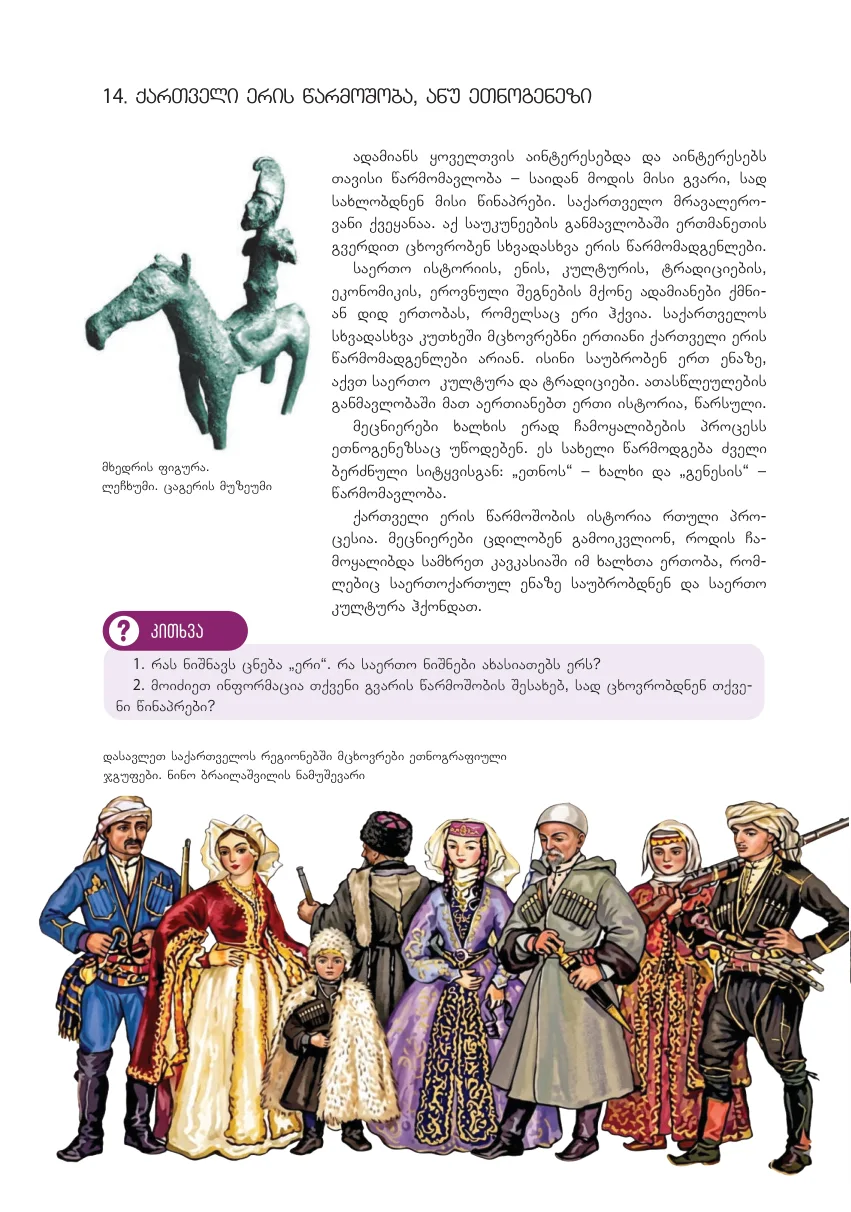 14. ქართველი ერის წარმოშობა, ანუ ეთნოგენეზი
ადამიანს ყოველთვის აინტერესებდა და აინტერესებს
თავისი წარმომავლობა – საიდან მოდის მისი გვარი, სად
სახლობდნენ მისი წინაპრები. საქართველო მრავალერო-
ვანი ქვეყანაა. აქ საუკუნეების განმავლობაში ერთმანეთის
გვერდით ცხოვრობენ სხვადასხვა ერის წარმომადგენლები.
საერთო ისტორიის, ენის, კულტურის, ტრადიციების,
ეკონომიკის, ეროვნული შეგნების მქონე ადამიანები ქმნი-
ან დიდ ერთობას, რომელსაც ერი ჰქვია. საქართველოს
სხვადასხვა კუთხეში მცხოვრებნი ერთიანი ქართველი ერის
წარმომადგენლები არიან. ისინი საუბრობენ ერთ ენაზე,
აქვთ საერთო კულტურა და ტრადიციები. ათასწლეულების
განმავლობაში მათ აერთიანებთ ერთი ისტორია, წარსული.
მეცნიერები ხალხის ერად ჩამოყალიბების პროცესს
ეთნოგენეზსაც უწოდებენ. ეს სახელი წარმოდგება ძველი
ბერძნული სიტყვისგან: „ეთნოს“ – ხალხი და „გენესის“ –
წარმომავლობა.
ქართველი ერის წარმოშობის ისტორია რთული პრო-
ცესია. მეცნიერები ცდილობენ გამოიკვლიონ, როდის ჩა-
მოყალიბდა სამხრეთ კავკასიაში იმ ხალხთა ერთობა, რომ-
ლებიც საერთოქართულ ენაზე საუბრობდნენ და საერთო
კულტურა ჰქონდათ.
მხედრის ფიგურა.
ლეჩხუმი. ცაგერის მუზეუმი
? კითხვა
1. რას ნიშნავს ცნება „ერი“. რა საერთო ნიშნები ახასიათებს ერს?
2. მოიძიეთ ინფორმაცია თქვენი გვარის წარმოშობის შესახებ, სად ცხოვრობდნენ თქვე-
ნი წინაპრები?
დასავლეთ საქართველოს რეგიონებში მცხოვრები ეთნოგრაფიული
ჯგუფები. ნინო ბრაილაშვილის ნამუშევარი